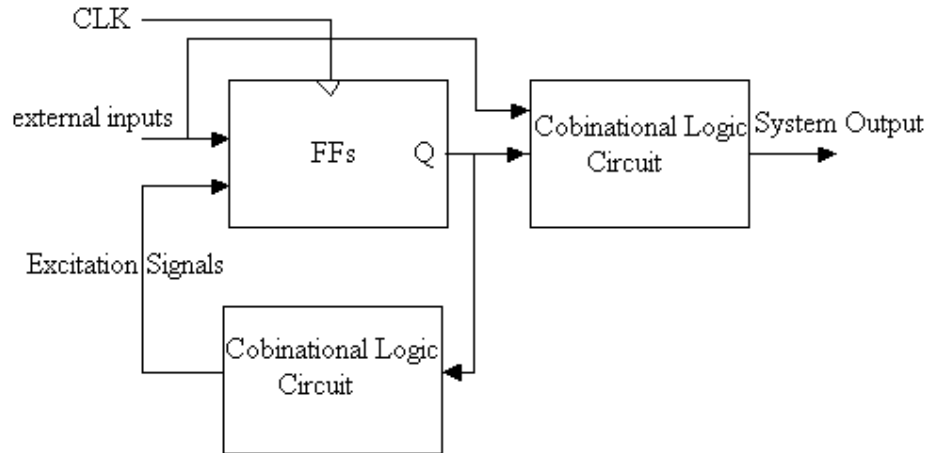 CLK
external inputs
FFs
Q
Cobinational Logic
Circuit
System Output
Excitation Signals
Cobinational Logic
Circuit